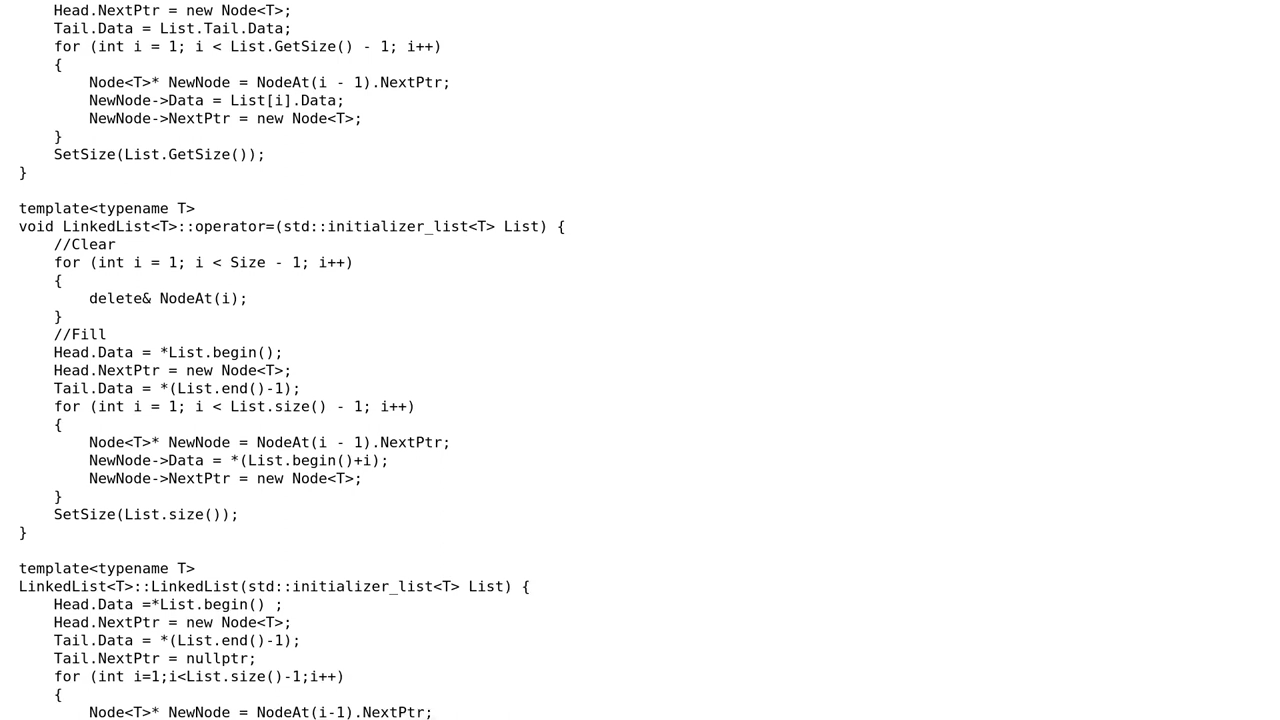 Head.NextPtr = new Node<T>;
    Tail.Data = List.Tail.Data;
    for (int i = 1; i < List.GetSize() - 1; i++)
    {
        Node<T>* NewNode = NodeAt(i - 1).NextPtr;
        NewNode->Data = List[i].Data;
        NewNode->NextPtr = new Node<T>;
    }
    SetSize(List.GetSize());
}

template<typename T>
void LinkedList<T>::operator=(std::initializer_list<T> List) {
    //Clear
    for (int i = 1; i < Size - 1; i++)
    {
        delete& NodeAt(i);
    }
    //Fill
    Head.Data = *List.begin();
    Head.NextPtr = new Node<T>;
    Tail.Data = *(List.end()-1);
    for (int i = 1; i < List.size() - 1; i++)
    {
        Node<T>* NewNode = NodeAt(i - 1).NextPtr;
        NewNode->Data = *(List.begin()+i);
        NewNode->NextPtr = new Node<T>;
    }
    SetSize(List.size());
}

template<typename T>
LinkedList<T>::LinkedList(std::initializer_list<T> List) {
    Head.Data =*List.begin() ;
    Head.NextPtr = new Node<T>;
    Tail.Data = *(List.end()-1);
    Tail.NextPtr = nullptr;
    for (int i=1;i<List.size()-1;i++)
    {
        Node<T>* NewNode = NodeAt(i-1).NextPtr;